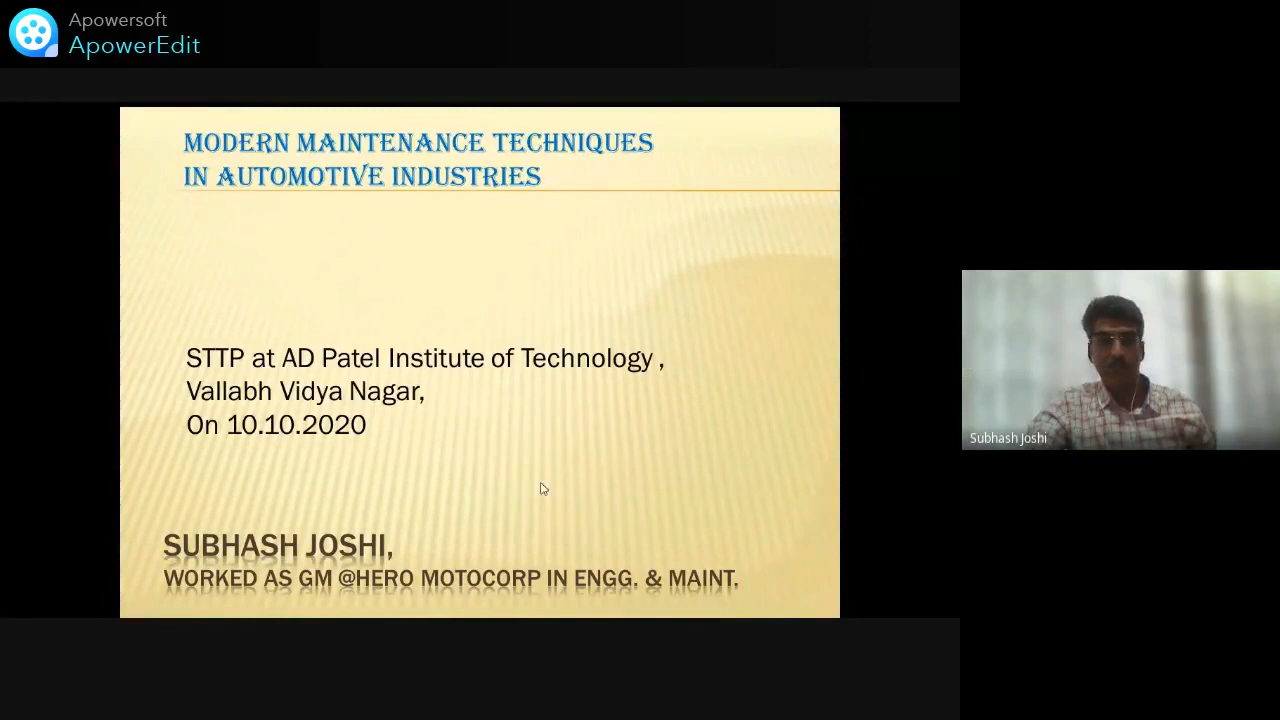 Apowersoft
ApowerEdit
MODERN MAINTENANCE TECHNIQUES
IN AUTOMOTIVE INDUSTRIES
STTP at AD Patel Institute of Technology ,
Vallabh Vidya Nagar,
On 10.10.2020
SUBHASH JOSHI,
WORKED AS GM @HERO MOTOCORP IN ENGG. & MAINT.
Subhash Joshi